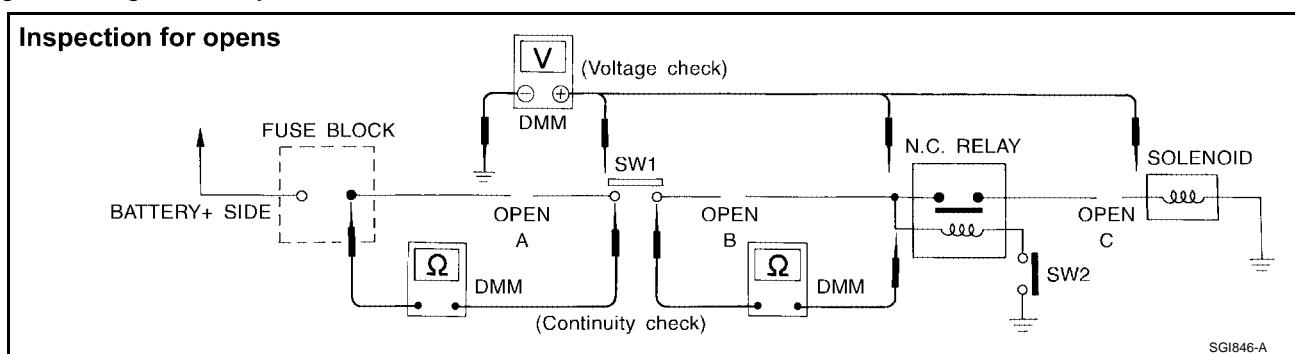 Inspection for opens
V
(Voltage check)
DMM
FUSE BLOCK
SW1
N.C. RELAY
SOLENOID
BATTERY+ SIDE
OPEN
A
OPEN
B
OPEN
C
Ω
DMM
Ω
DMM
SW2
(Continuity check)
SGI846-A